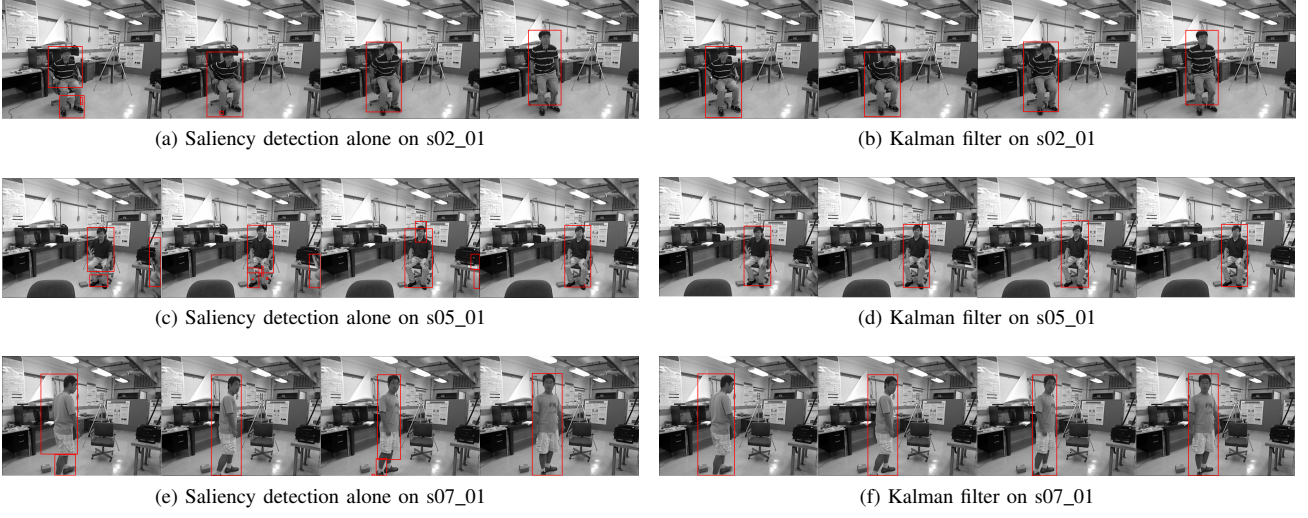 (a) Saliency detection alone on s02_01
(b) Kalman filter on s02_01
(c) Saliency detection alone on s05_01
(d) Kalman filter on s05_01
(e) Saliency detection alone on s07_01
(f) Kalman filter on s07_01